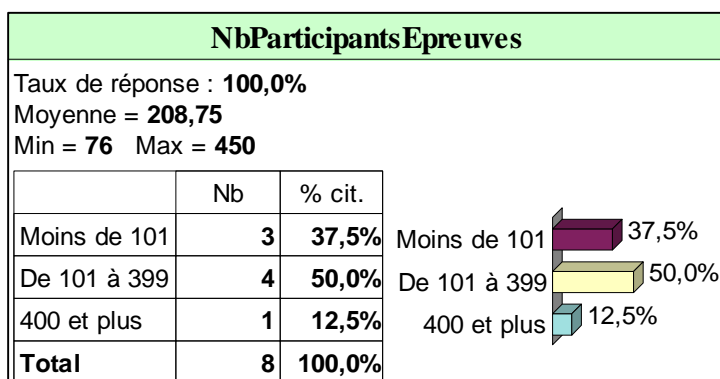 NbParticipantsEpreuves
Taux de réponse : 100,0%
Moyenne = 208,75
Min = 76 Max = 450
Nb % cit.
Moins de 101 3 37,5%
De 101 à 399 4 50,0%
400 et plus 1 12,5%
Total 8 100,0%
Moins de 101 37,5%
De 101 à 399 50,0%
400 et plus 12,5%